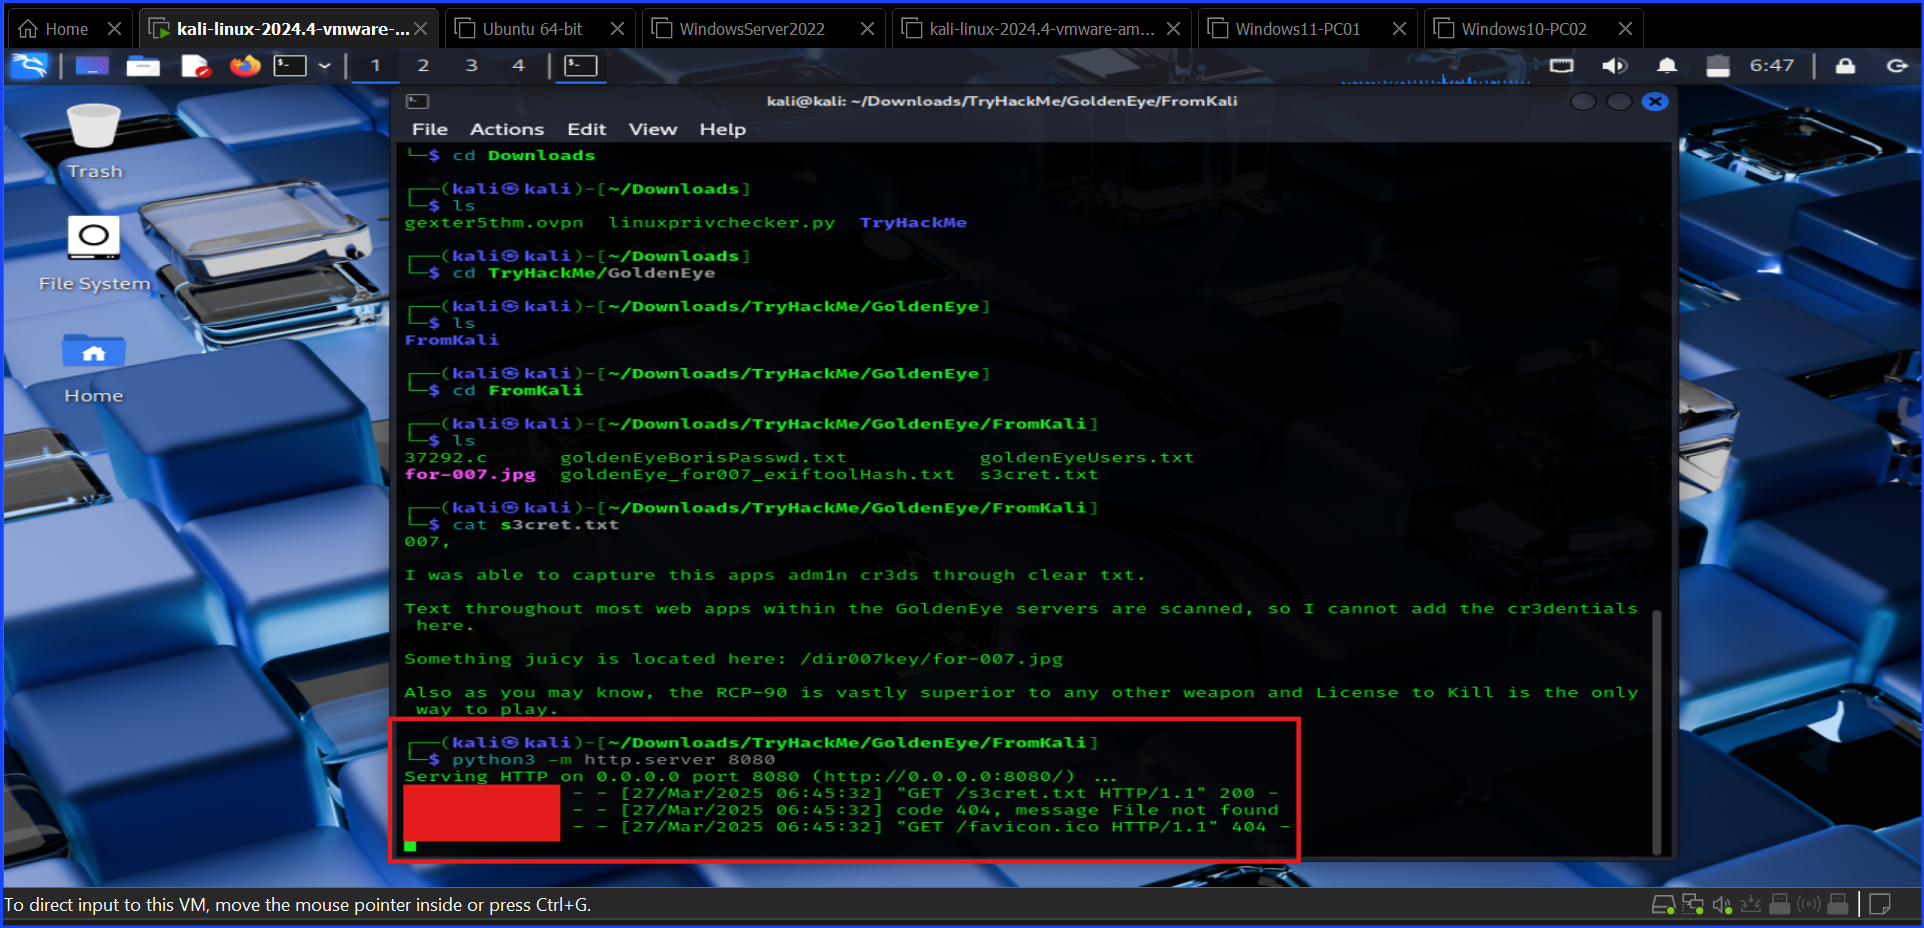 Home
kali-linux-2024.4-vmware-...
Ubuntu 64-bit
WindowsServer2022
kali-linux-2024.4-vmware-am...
Windows11-PC01
Windows10-PC02
1 2 3 4
6:47
kali@kali: ~/Downloads/TryHackMe/GoldenEye/FromKali
File Actions Edit View Help
Trash
File System
Home
└─$ cd Downloads
┌──(kali㉿kali)-[~/Downloads]
└─$ ls
gexter5thm.ovpn linuxprivchecker.py TryHackMe
┌──(kali㉿kali)-[~/Downloads]
└─$ cd TryHackMe/GoldenEye
┌──(kali㉿kali)-[~/Downloads/TryHackMe/GoldenEye]
└─$ ls
FromKali
┌──(kali㉿kali)-[~/Downloads/TryHackMe/GoldenEye]
└─$ cd FromKali
┌──(kali㉿kali)-[~/Downloads/TryHackMe/GoldenEye/FromKali]
└─$ ls
37292.c goldenEyeBorisPasswd.txt goldenEyeUsers.txt
for-007.jpg goldenEye_for007_exiftoolHash.txt s3cret.txt
┌──(kali㉿kali)-[~/Downloads/TryHackMe/GoldenEye/FromKali]
└─$ cat s3cret.txt
007,
I was able to capture this apps adm1n cr3ds through clear txt.
Text throughout most web apps within the GoldenEye servers are scanned, so I cannot add the cr3dentials
here.
Something juicy is located here: /dir007key/for-007.jpg
Also as you may know, the RCP-90 is vastly superior to any other weapon and License to Kill is the only
way to play.
┌──(kali㉿kali)-[~/Downloads/TryHackMe/GoldenEye/FromKali]
└─$ python3 -m http.server 8080
Serving HTTP on 0.0.0.0 port 8080 (http://0.0.0.0:8080/) ...
- - [27/Mar/2025 06:45:32] "GET /s3cret.txt HTTP/1.1" 200 -
- - [27/Mar/2025 06:45:32] code 404, message File not found
- - [27/Mar/2025 06:45:32] "GET /favicon.ico HTTP/1.1" 404 -
To direct input to this VM, move the mouse pointer inside or press Ctrl+G.